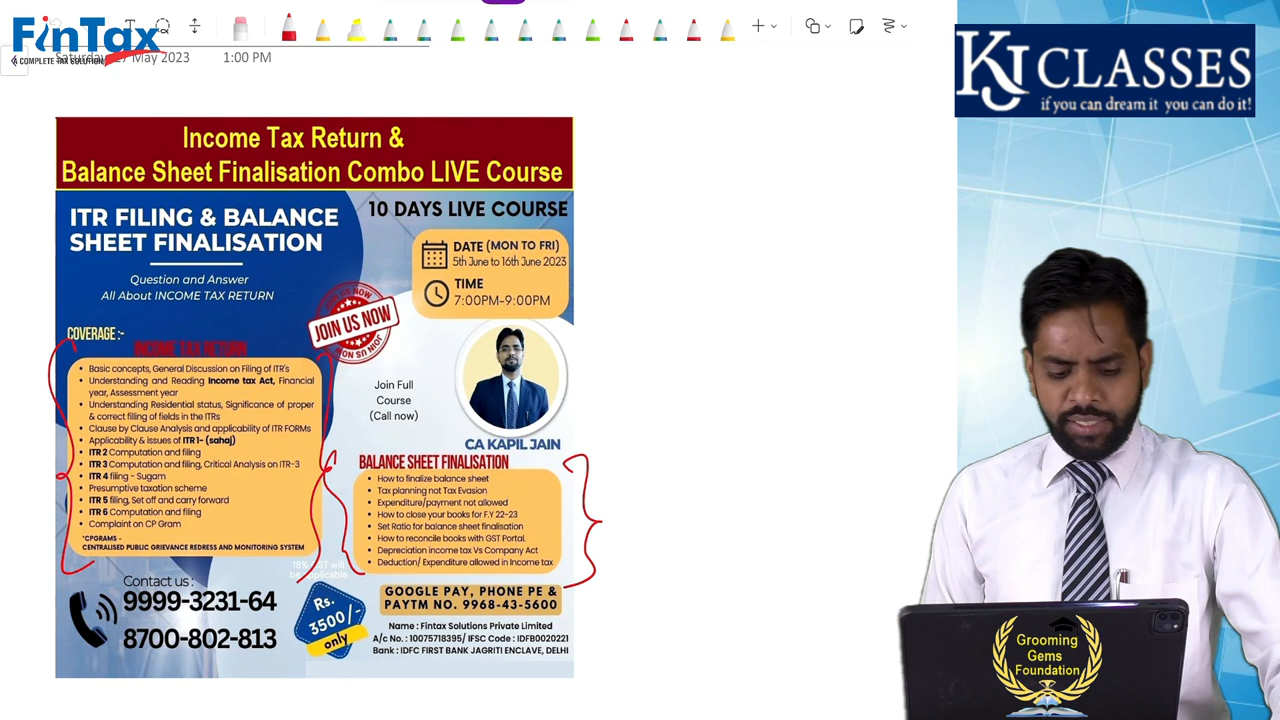 FinTax
A COMPLETE TAX SOLUTION
Saturday, 27 May 2023 1:00 PM
KJ CLASSES
if you can dream it you can do it!
Income Tax Return &
Balance Sheet Finalisation Combo LIVE Course
ITR FILING & BALANCE
SHEET FINALISATION
Question and Answer
All About INCOME TAX RETURN
10 DAYS LIVE COURSE
DATE (MON TO FRI)
5th June to 16th June 2023
TIME
7:00PM-9:00PM
JOIN US NOW
JOIN US NOW
JOIN US NOW
COVERAGE :-
INCOME TAX RETURN
• Basic concepts, General Discussion on Filing of ITR's
• Understanding and Reading Income tax Act, Financial
year, Assessment year
• Understanding Residential status, Significance of proper
& correct filling of fields in the ITRs
• Clause by Clause Analysis and applicability of ITR FORMs
• Applicability & issues of ITR 1- (sahaj)
• ITR 2 Computation and filing
• ITR 3 Computation and filing, Critical Analysis on ITR-3
• ITR 4 filing - Sugam
• Presumptive taxation scheme
• ITR 5 filing, Set off and carry forward
• ITR 6 Computation and filing
• Complaint on CP Gram
*CPGRAMS -
CENTRALISED PUBLIC GRIEVANCE REDRESS AND MONITORING SYSTEM
Join Full
Course
(Call now)
CA KAPIL JAIN
BALANCE SHEET FINALISATION
• How to finalize balance sheet
• Tax planning not Tax Evasion
• Expenditure/payment not allowed
• How to close your books for F.Y 22-23
• Set Ratio for balance sheet finalisation
• How to reconcile books with GST Portal.
• Depreciation income tax Vs Company Act
• Deduction/ Expenditure allowed in Income tax
18% GST will
be applicable
Contact us :
9999-3231-64
8700-802-813
Rs.
3500/-
only
GOOGLE PAY, PHONE PE &
PAYTM NO. 9968-43-5600
Name : Fintax Solutions Private Limited
A/c No. : 10075718395/ IFSC Code : IDFB0020221
Bank : IDFC FIRST BANK JAGRITI ENCLAVE, DELHI
Grooming
Gems
Foundation